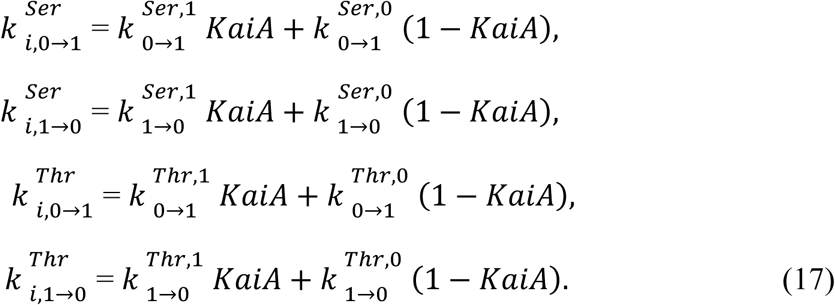 k^{Ser}_{i,0→1} = k^{Ser,1}_{0→1} KaiA + k^{Ser,0}_{0→1} (1 − KaiA),
k^{Ser}_{i,1→0} = k^{Ser,1}_{1→0} KaiA + k^{Ser,0}_{1→0} (1 − KaiA),
k^{Thr}_{i,0→1} = k^{Thr,1}_{0→1} KaiA + k^{Thr,0}_{0→1} (1 − KaiA),
k^{Thr}_{i,1→0} = k^{Thr,1}_{1→0} KaiA + k^{Thr,0}_{1→0} (1 − KaiA). (17)